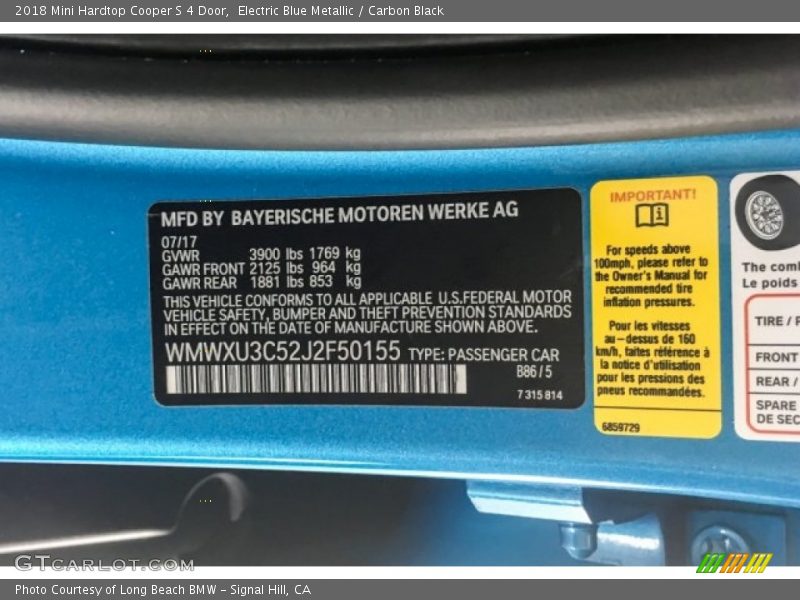 2018 Mini Hardtop Cooper S 4 Door,  Electric Blue Metallic / Carbon Black
MFD BY BAYERISCHE MOTOREN WERKE AG
07/17
GVWR 3900 lbs 1769 kg
GAWR FRONT 2125 lbs 964 kg
GAWR REAR 1881 lbs 853 kg
THIS VEHICLE CONFORMS TO ALL APPLICABLE U.S.FEDERAL MOTOR
VEHICLE SAFETY, BUMPER AND THEFT PREVENTION STANDARDS
IN EFFECT ON THE DATE OF MANUFACTURE SHOWN ABOVE.
WMWXU3C52J2F50155 TYPE: PASSENGER CAR
B86/5
7 315 814
IMPORTANT!
For speeds above
100mph, please refer to
the Owner's Manual for
recommended tire
inflation pressures.
Pour les vitesses
au-dessus de 160
km/h, faites référence à
la notice d'utilisation
pour les pressions des
pneus recommandées.
6859729
The com
Le poids
TIRE / 
FRONT
REAR /
SPARE
DE SEC
GTCarLot.com
Photo Courtesy of Long Beach BMW – Signal Hill, CA